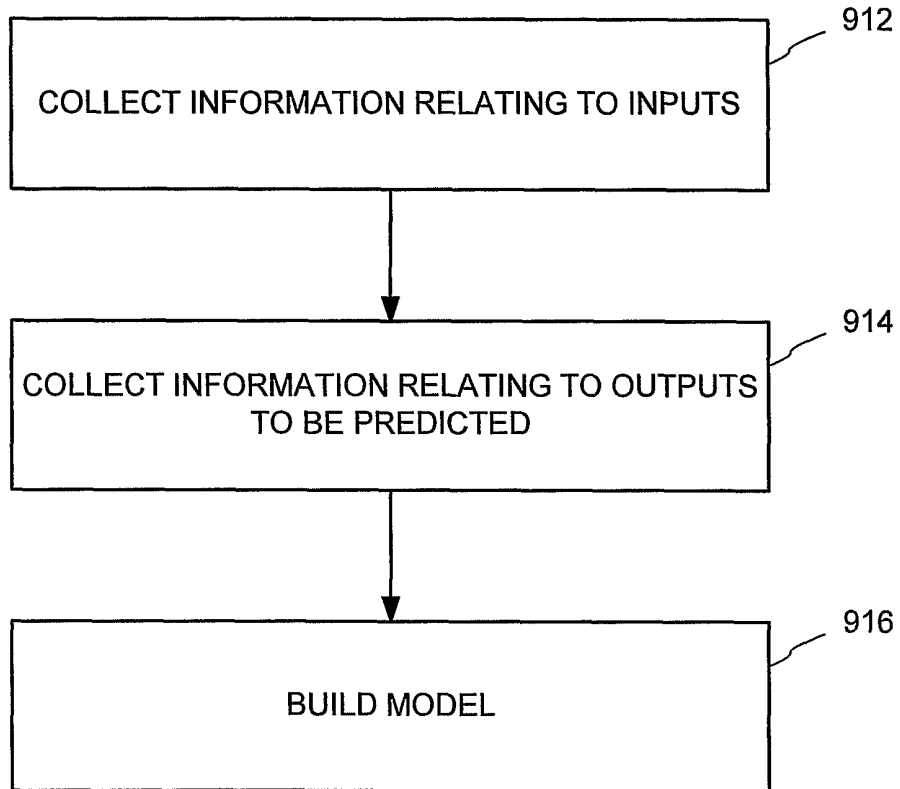 912
COLLECT INFORMATION RELATING TO INPUTS
914
COLLECT INFORMATION RELATING TO OUTPUTS
TO BE PREDICTED
916
BUILD MODEL